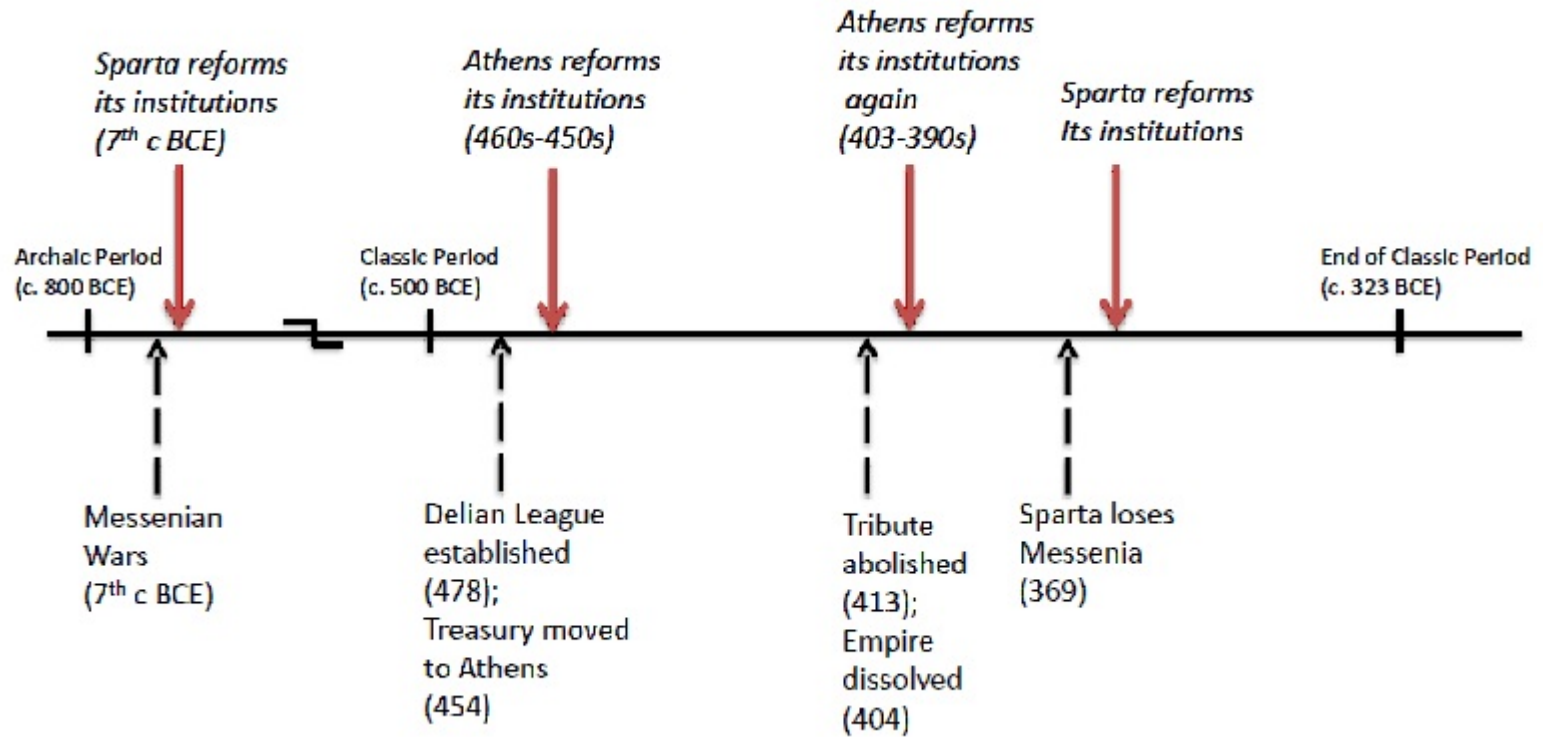 Sparta reforms
its institutions
(7th c BCE)
Athens reforms
its institutions
(460s-450s)
Athens reforms
its institutions
again
(403-390s)
Sparta reforms
Its institutions
Archaic Period
(c. 800 BCE)
Classic Period
(c. 500 BCE)
End of Classic Period
(c. 323 BCE)
Messenian
Wars
(7th c BCE)
Delian League
established
(478);
Treasury moved
to Athens
(454)
Tribute
abolished
(413);
Empire
dissolved
(404)
Sparta loses
Messenia
(369)